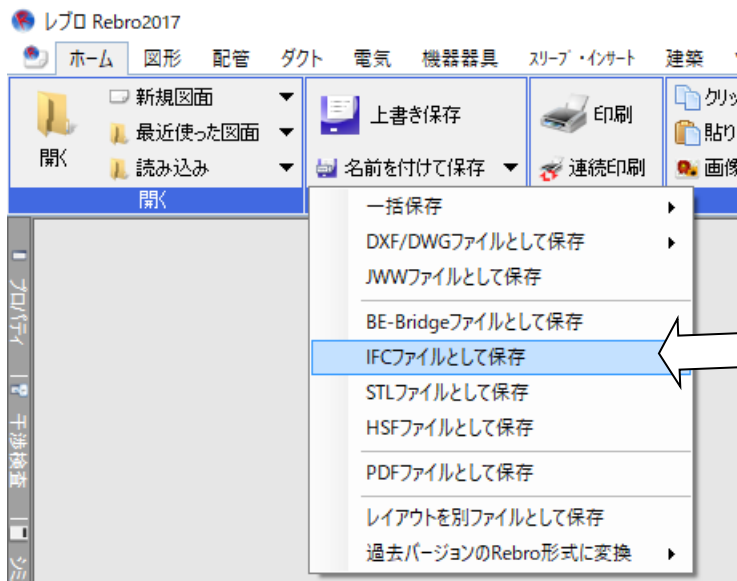 レブロ Rebro2017
ホーム 図形 配管 ダクト 電気 機器器具 スリーブ・インサート 建築
開く
新規図面
最近使った図面
読み込み
開く
上書き保存
名前を付けて保存
印刷
連続印刷
クリッ
貼り
画像
一括保存
DXF/DWGファイルとして保存
JWWファイルとして保存
BE-Bridgeファイルとして保存
IFCファイルとして保存
STLファイルとして保存
HSFファイルとして保存
PDFファイルとして保存
レイアウトを別ファイルとして保存
過去バージョンのRebro形式に変換
プロパティ
干渉検査
シミ